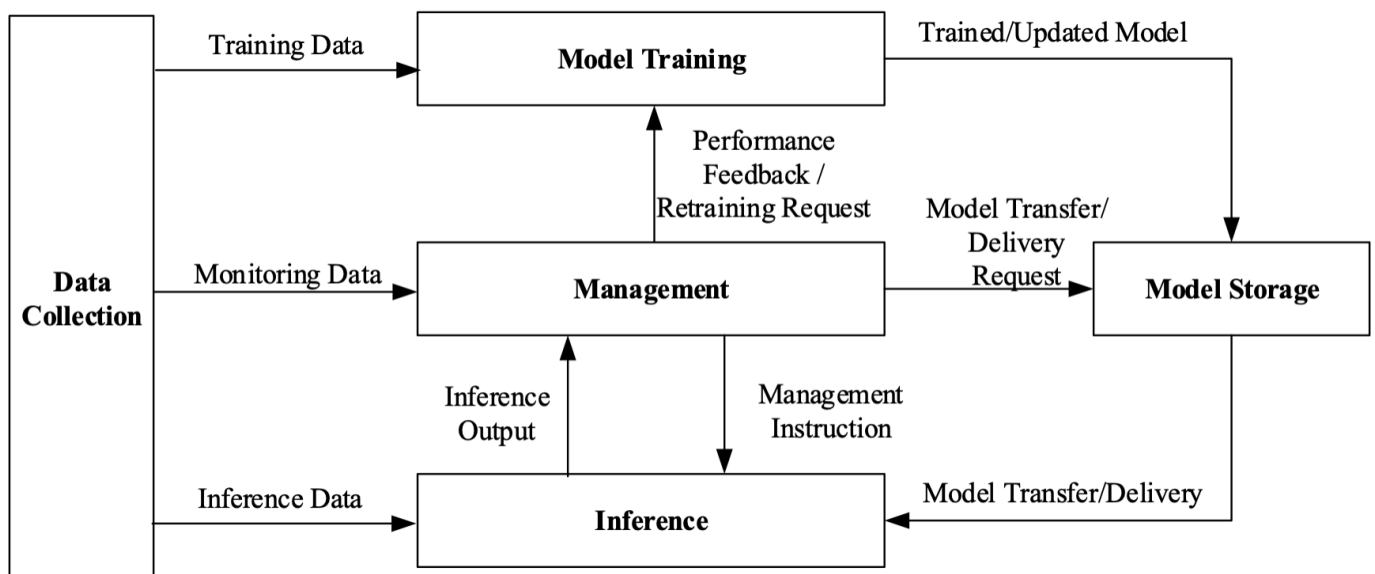 Training Data
Model Training
Trained/Updated Model
Performance
Feedback /
Retraining Request
Model Transfer/
Delivery
Request
Data
Collection
Monitoring Data
Management
Model Storage
Inference
Output
Management
Instruction
Inference Data
Inference
Model Transfer/Delivery